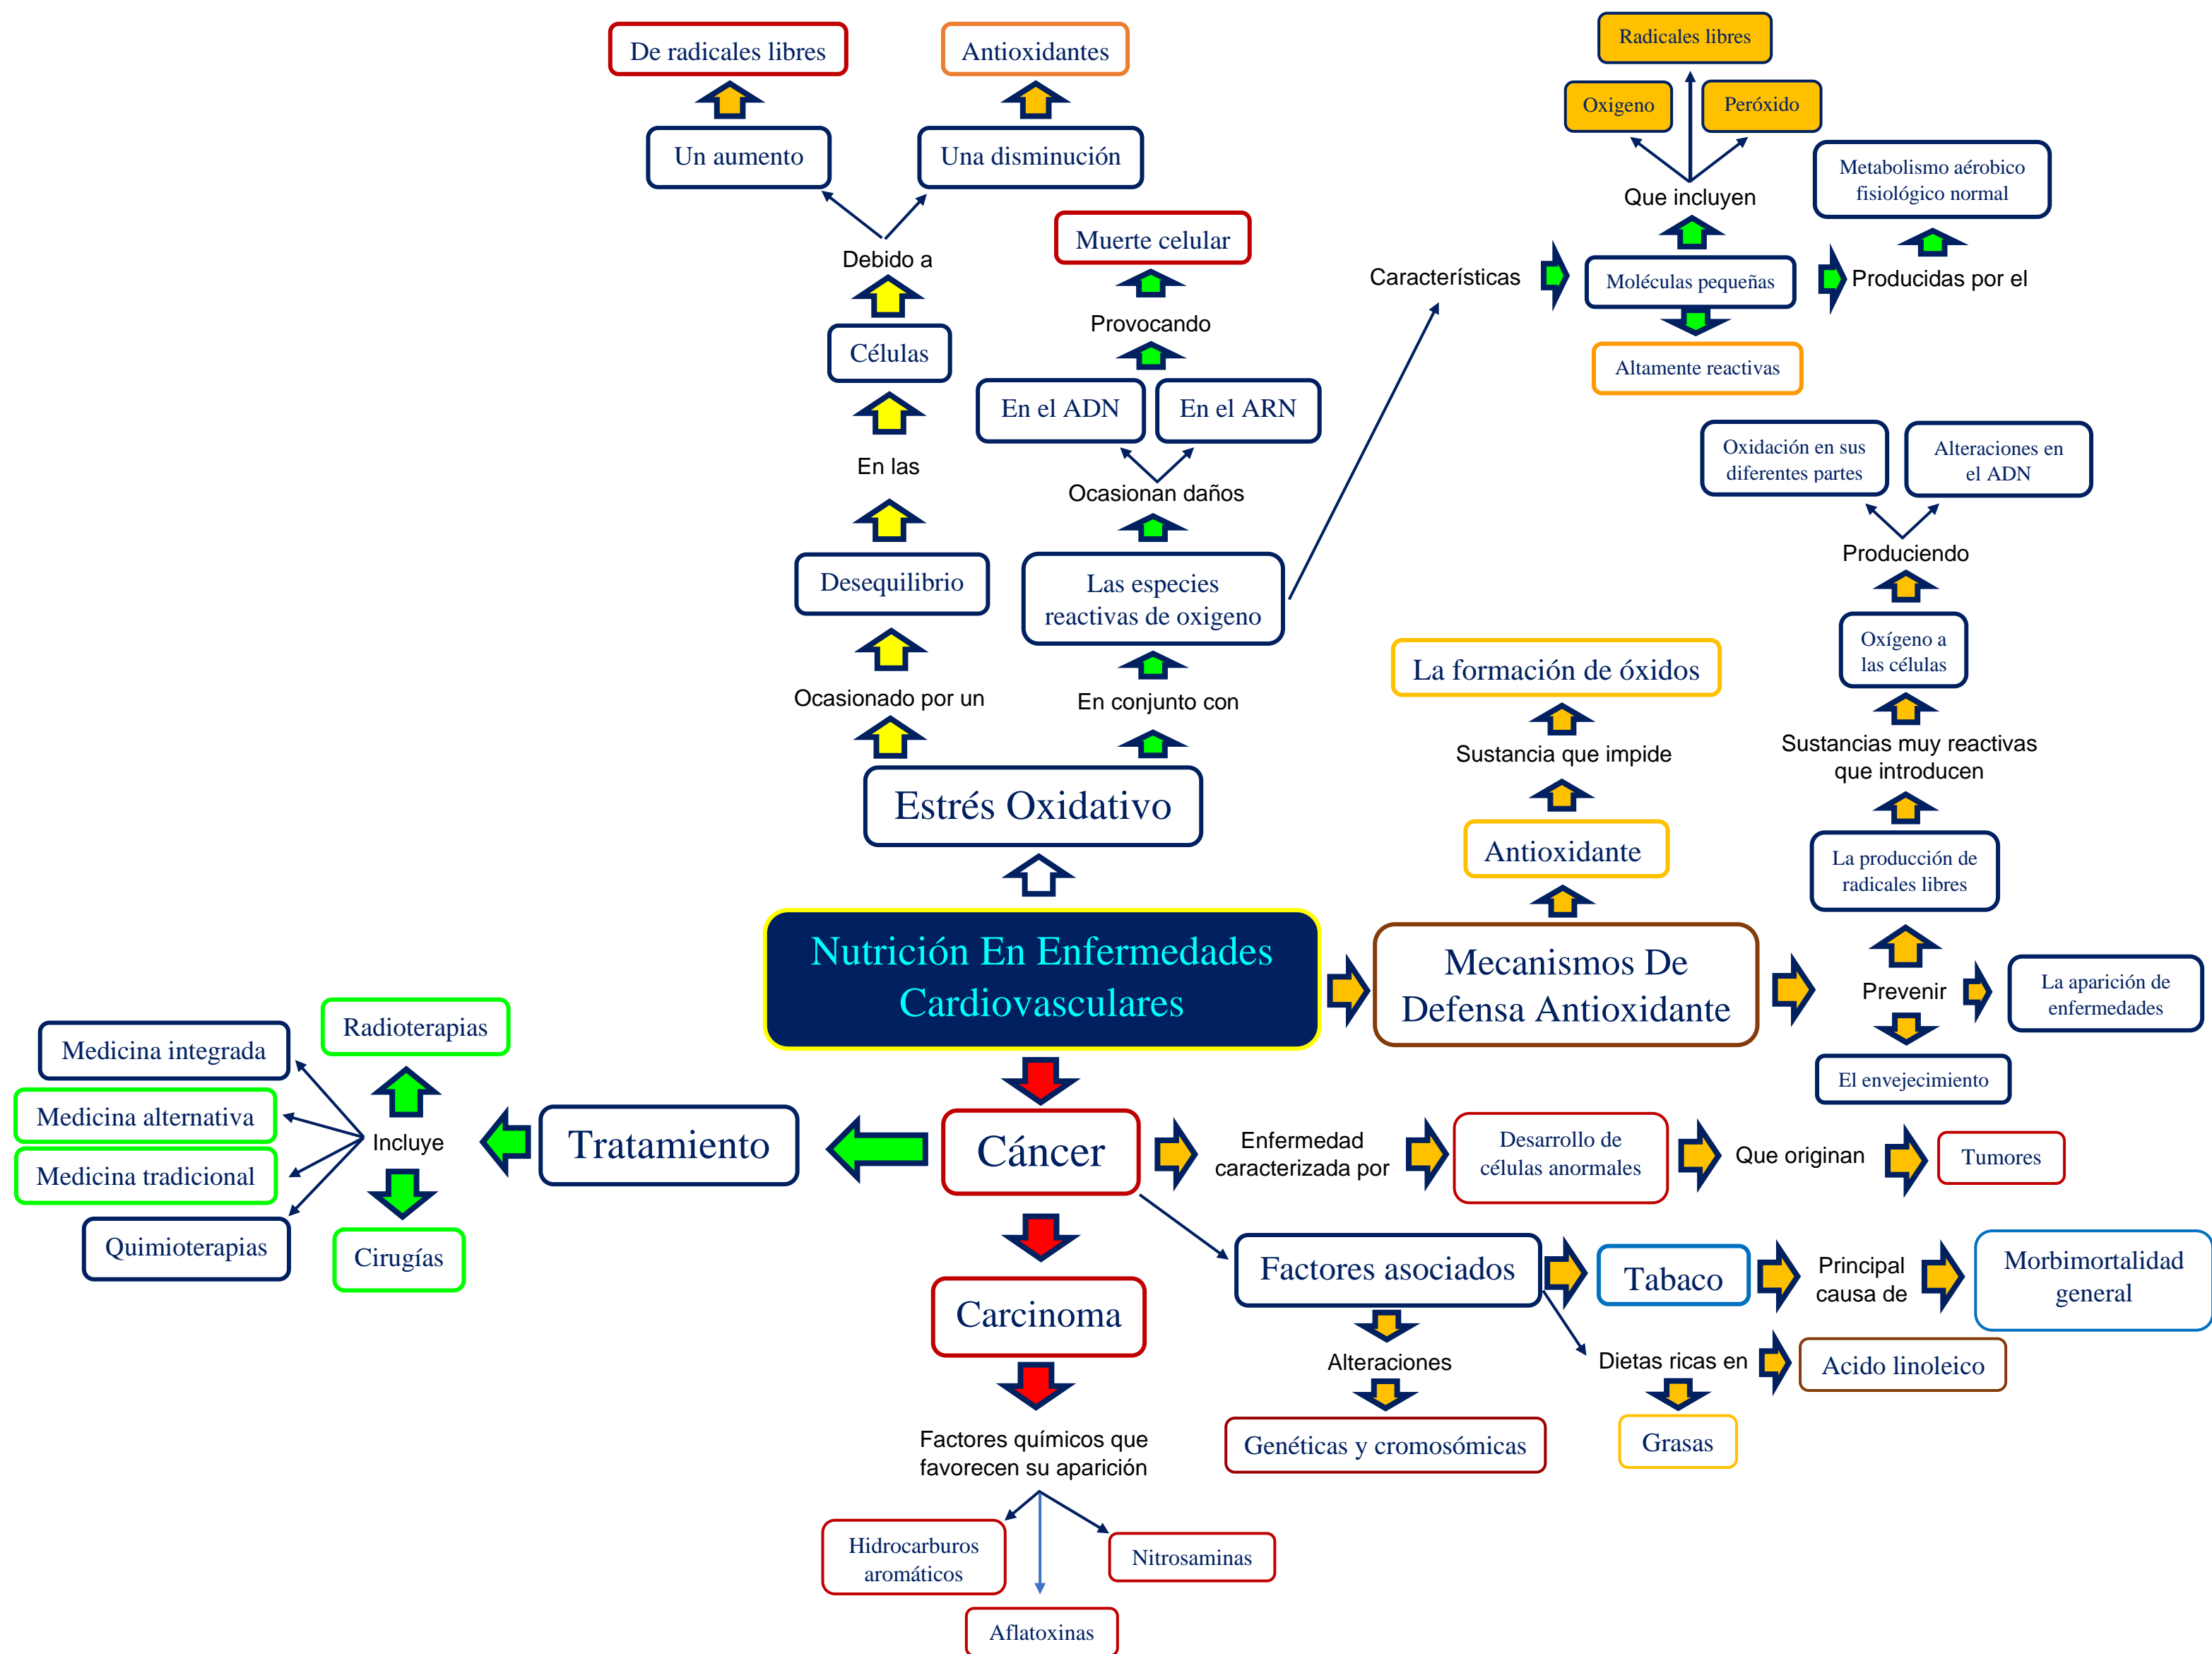 De radicales libres
Antioxidantes
Un aumento
Una disminución
Debido a
Células
En las
Desequilibrio
Ocasionado por un
Muerte celular
Provocando
En el ADN
En el ARN
Ocasionan daños
Las especies
reactivas de oxigeno
En conjunto con
Estrés Oxidativo
Radicales libres
Oxigeno
Peróxido
Que incluyen
Metabolismo aérobico
fisiológico normal
Características
Moléculas pequeñas
Producidas por el
Altamente reactivas
Oxidación en sus
diferentes partes
Alteraciones en
el ADN
Produciendo
Oxígeno a
las células
Sustancias muy reactivas
que introducen
La producción de
radicales libres
La formación de óxidos
Sustancia que impide
Antioxidante
Nutrición En Enfermedades
Cardiovasculares
Mecanismos De
Defensa Antioxidante
Prevenir
La aparición de
enfermedades
El envejecimiento
Radioterapias
Medicina integrada
Medicina alternativa
Medicina tradicional
Quimioterapias
Incluye
Cirugías
Tratamiento
Cáncer
Enfermedad
caracterizada por
Desarrollo de
células anormales
Que originan
Tumores
Factores asociados
Tabaco
Principal
causa de
Morbimortalidad
general
Alteraciones
Genéticas y cromosómicas
Dietas ricas en
Acido linoleico
Grasas
Carcinoma
Factores químicos que
favorecen su aparición
Hidrocarburos
aromáticos
Nitrosaminas
Aflatoxinas